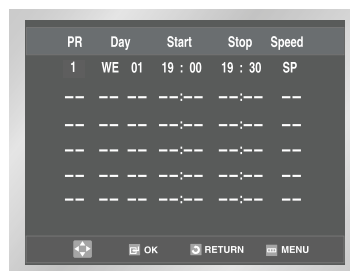 PR Day Start Stop Speed
1 WE 01 19 : 00 19 : 30 SP
–– –– –– ––:–– ––:–– ––
–– –– –– ––:–– ––:–– ––
–– –– –– ––:–– ––:–– ––
–– –– –– ––:–– ––:–– ––
–– –– –– ––:–– ––:–– ––
OK RETURN MENU